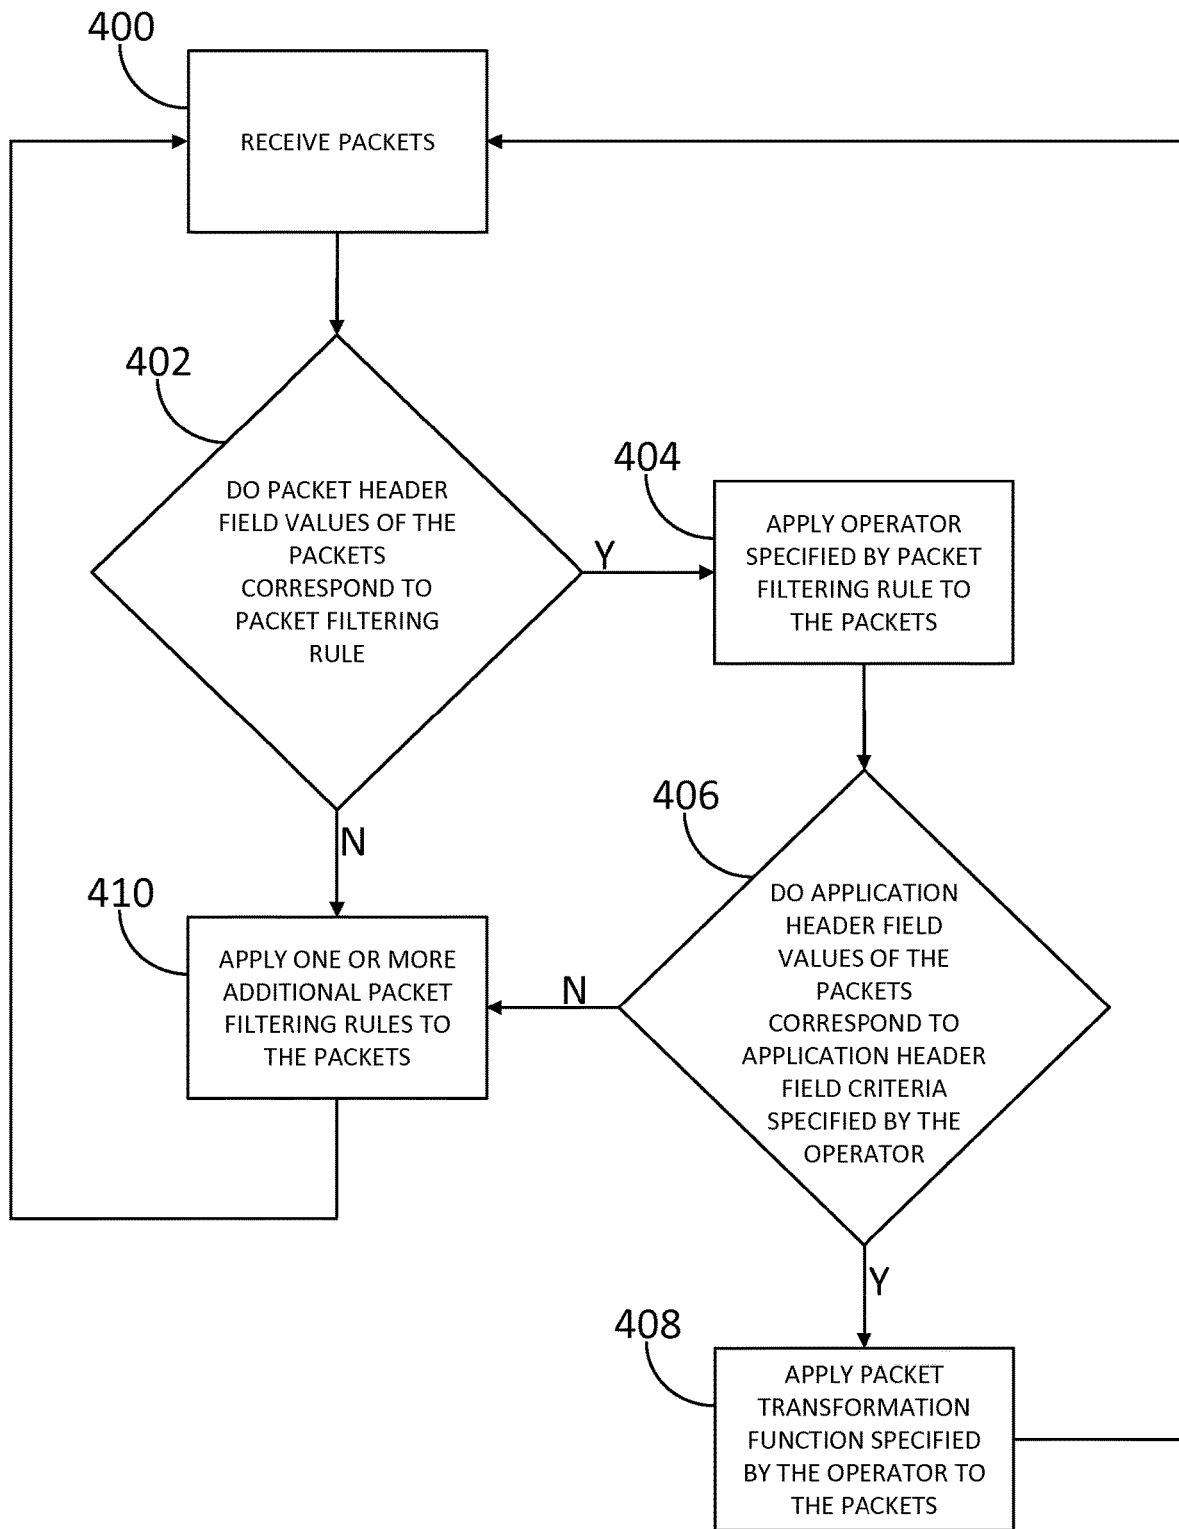 400
RECEIVE PACKETS
402
DO PACKET HEADER
FIELD VALUES OF THE
PACKETS
CORRESPOND TO
PACKET FILTERING
RULE
Y
404
APPLY OPERATOR
SPECIFIED BY PACKET
FILTERING RULE TO
THE PACKETS
N
406
DO APPLICATION
HEADER FIELD
VALUES OF THE
PACKETS
CORRESPOND TO
APPLICATION HEADER
FIELD CRITERIA
SPECIFIED BY THE
OPERATOR
N
410
APPLY ONE OR MORE
ADDITIONAL PACKET
FILTERING RULES TO
THE PACKETS
Y
408
APPLY PACKET
TRANSFORMATION
FUNCTION SPECIFIED
BY THE OPERATOR TO
THE PACKETS